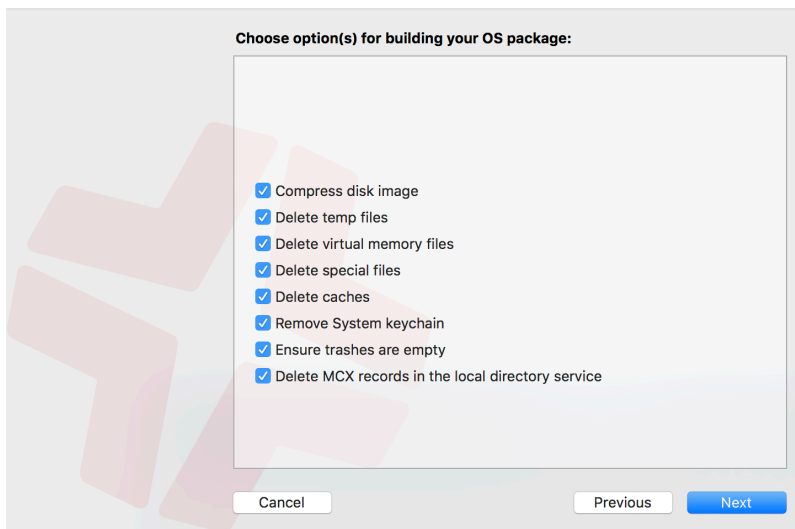 Choose option(s) for building your OS package:
Compress disk image
Delete temp files
Delete virtual memory files
Delete special files
Delete caches
Remove System keychain
Ensure trashes are empty
Delete MCX records in the local directory service
Cancel
Previous
Next